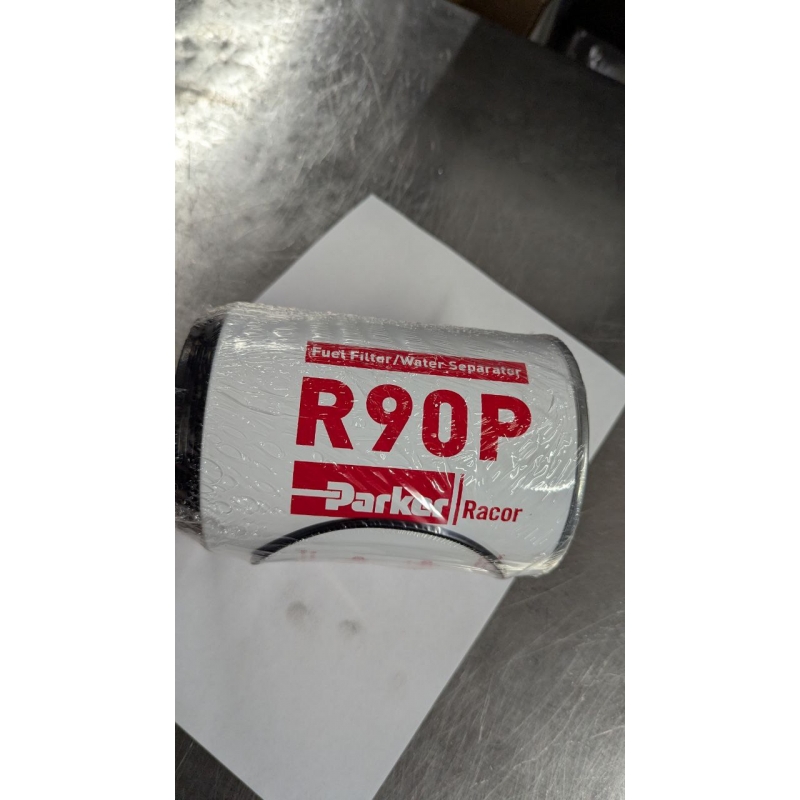 Fuel Filter/Water Separator
R90P
Parker
Racor